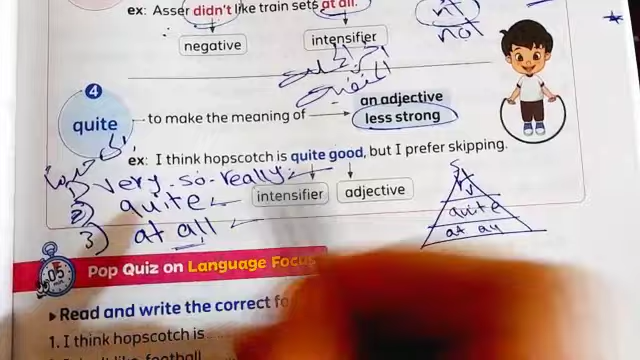 ex: Asser didn't like train sets at all.
negative
intensifier
n't
not
4
quite
to make the meaning of
an adjective
less strong
ex: I think hopscotch is quite good, but I prefer skipping.
intensifier
adjective
1) very - so - really
2) quite
3) at all
quite
at all
05
min
Pop Quiz on Language Focus
Read and write the correct fo
1. I think hopscotch is
like football